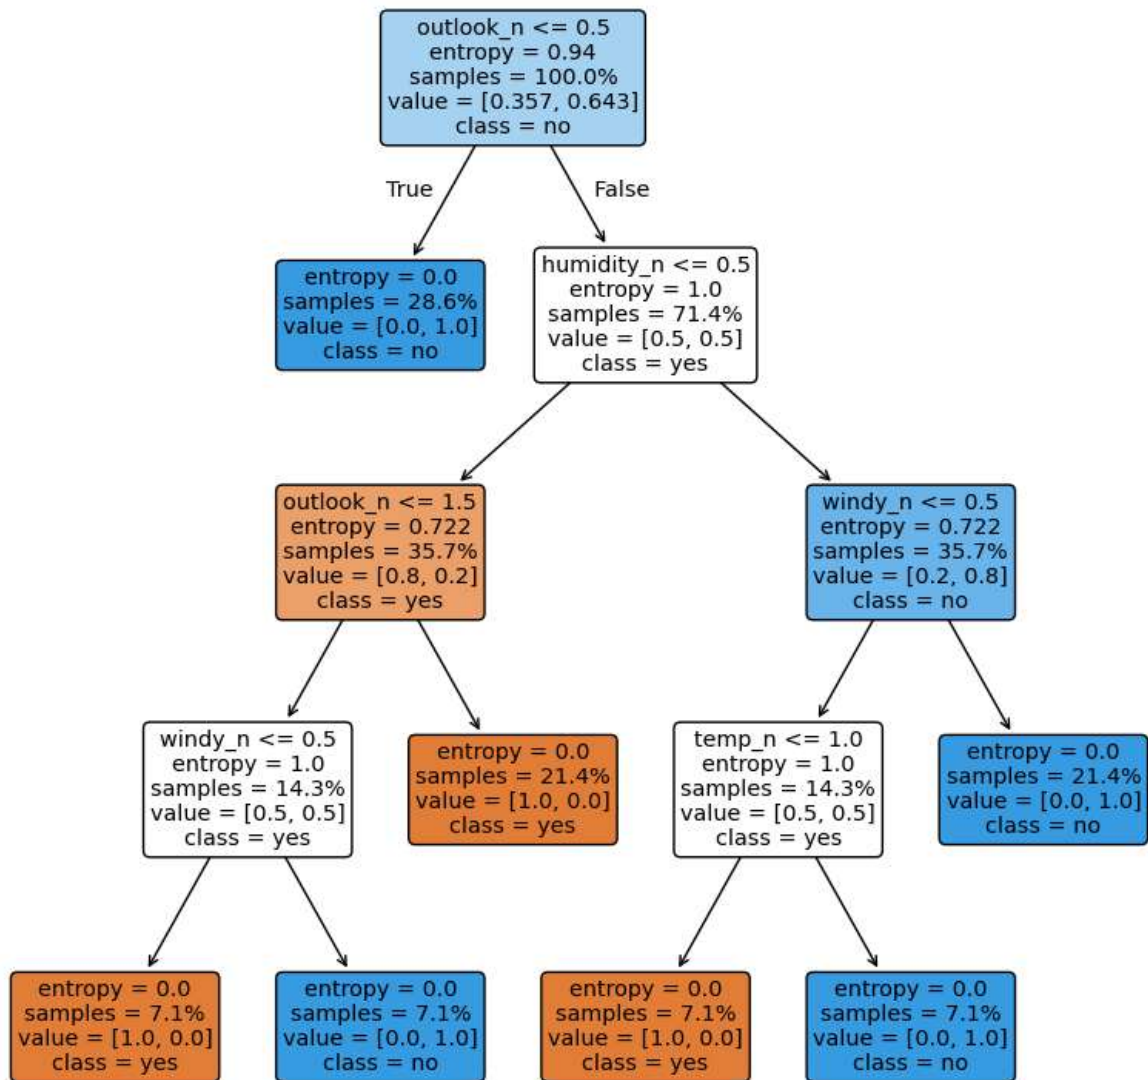 outlook_n <= 0.5
entropy = 0.94
samples = 100.0%
value = [0.357, 0.643]
class = no
True
False
entropy = 0.0
samples = 28.6%
value = [0.0, 1.0]
class = no
humidity_n <= 0.5
entropy = 1.0
samples = 71.4%
value = [0.5, 0.5]
class = yes
outlook_n <= 1.5
entropy = 0.722
samples = 35.7%
value = [0.8, 0.2]
class = yes
windy_n <= 0.5
entropy = 0.722
samples = 35.7%
value = [0.2, 0.8]
class = no
windy_n <= 0.5
entropy = 1.0
samples = 14.3%
value = [0.5, 0.5]
class = yes
entropy = 0.0
samples = 21.4%
value = [1.0, 0.0]
class = yes
temp_n <= 1.0
entropy = 1.0
samples = 14.3%
value = [0.5, 0.5]
class = yes
entropy = 0.0
samples = 21.4%
value = [0.0, 1.0]
class = no
entropy = 0.0
samples = 7.1%
value = [1.0, 0.0]
class = yes
entropy = 0.0
samples = 7.1%
value = [0.0, 1.0]
class = no
entropy = 0.0
samples = 7.1%
value = [1.0, 0.0]
class = yes
entropy = 0.0
samples = 7.1%
value = [0.0, 1.0]
class = no